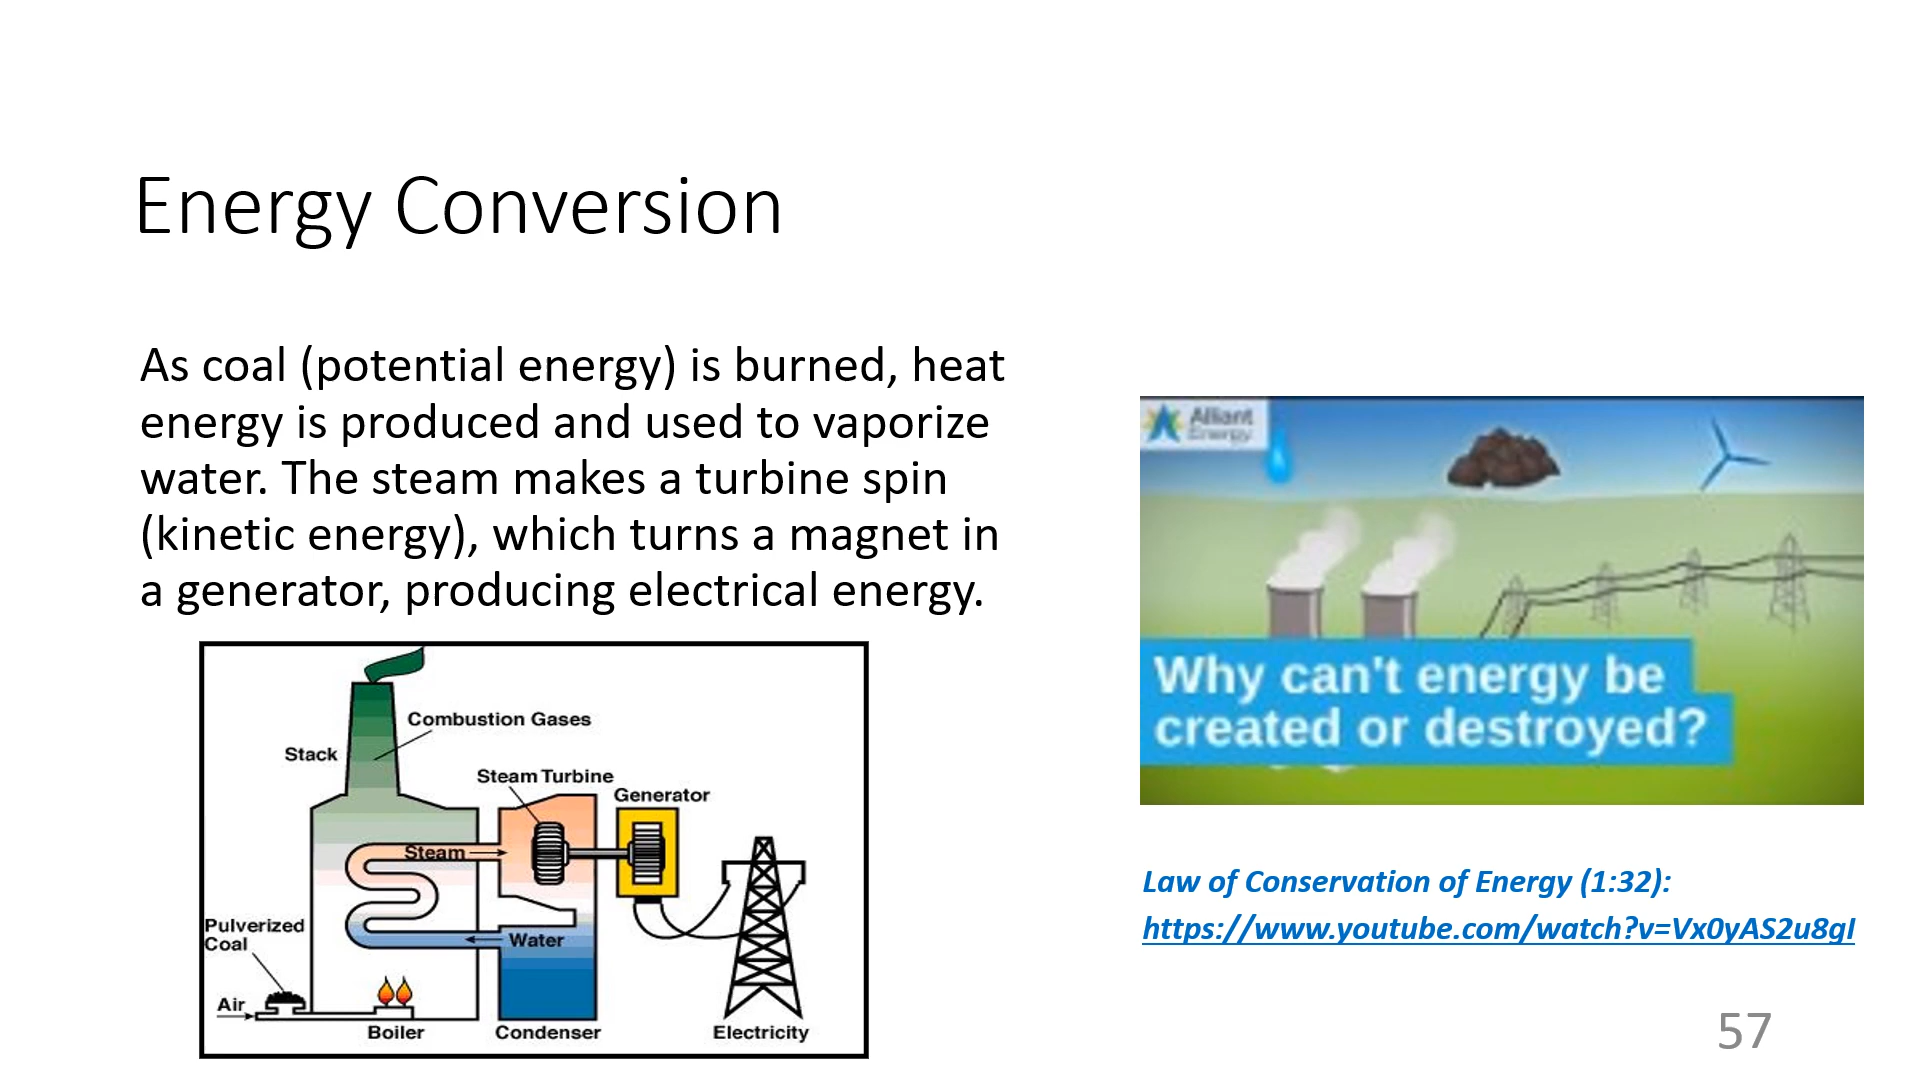 Energy Conversion
As coal (potential energy) is burned, heat
energy is produced and used to vaporize
water. The steam makes a turbine spin
(kinetic energy), which turns a magnet in
a generator, producing electrical energy.
Combustion Gases
Stack
Steam Turbine
Generator
Steam
Pulverized
Coal
Water
Air
Boiler
Condenser
Electricity
Alliant
Energy
Why can't energy be
created or destroyed?
Law of Conservation of Energy (1:32):
https://www.youtube.com/watch?v=Vx0yAS2u8gI
57